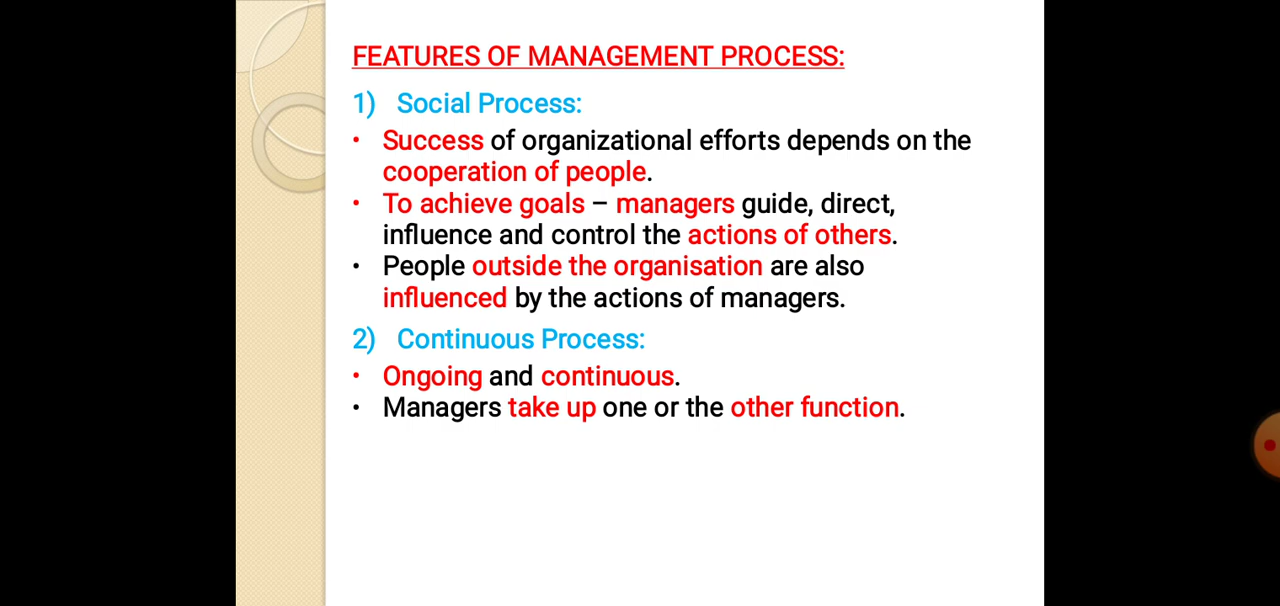 FEATURES OF MANAGEMENT PROCESS:
1) Social Process:
• Success of organizational efforts depends on the
cooperation of people.
• To achieve goals – managers guide, direct,
influence and control the actions of others.
• People outside the organisation are also
influenced by the actions of managers.
2) Continuous Process:
• Ongoing and continuous.
• Managers take up one or the other function.